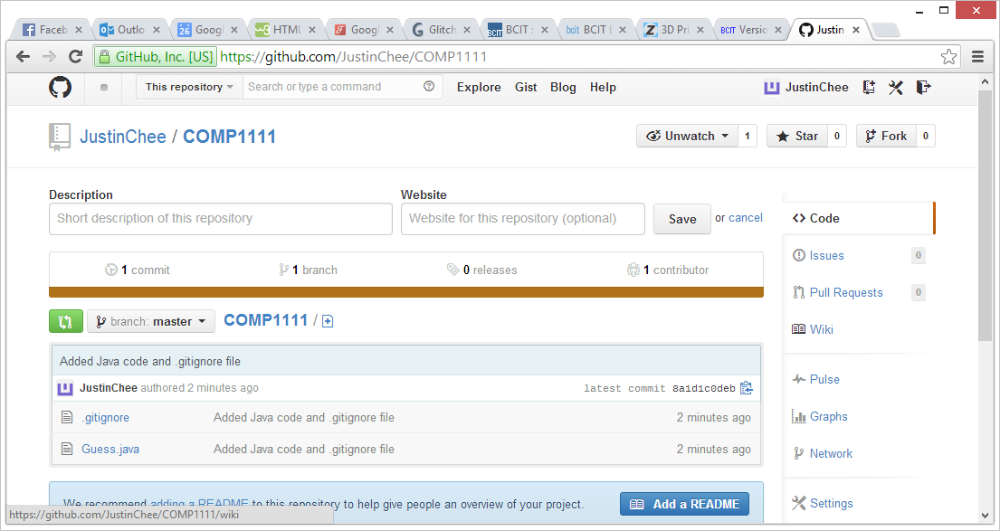 Faceb Outlo Googl HTML Googl Glitch BCIT : BCIT I 3D Pri Versio Justin
GitHub, Inc. [US] https://github.com/JustinChee/COMP1111
This repository Search or type a command Explore Gist Blog Help JustinChee
JustinChee / COMP1111 Unwatch 1 Star 0 Fork 0
Description Website
Short description of this repository Website for this repository (optional) Save or cancel
1 commit 1 branch 0 releases 1 contributor
branch: master COMP1111 /
Added Java code and .gitignore file
JustinChee authored 2 minutes ago latest commit 8a1d1c0deb
.gitignore Added Java code and .gitignore file 2 minutes ago
Guess.java Added Java code and .gitignore file 2 minutes ago
We recommend adding a README to this repository to help give people an overview of your project. Add a README
Code
Issues 0
Pull Requests 0
Wiki
Pulse
Graphs
Network
Settings
https://github.com/JustinChee/COMP1111/wiki